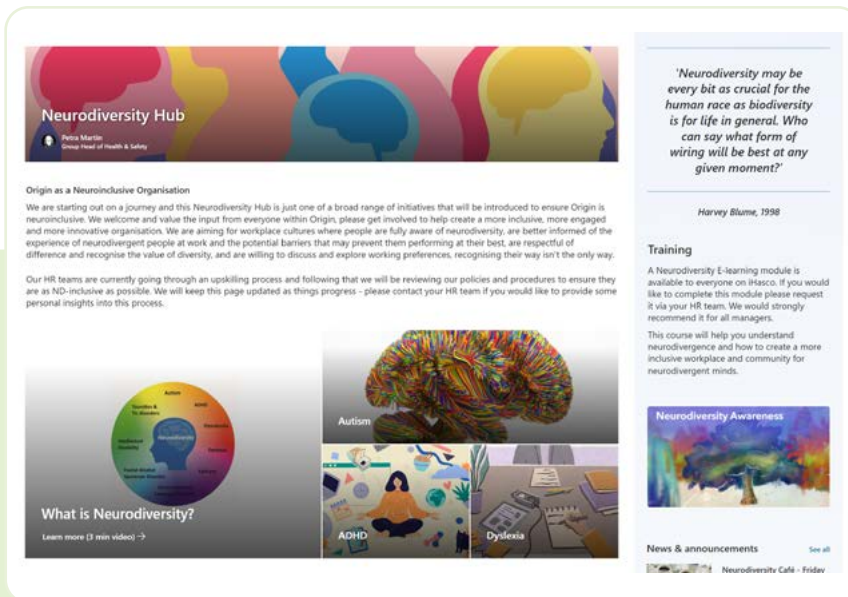 Neurodiversity Hub
Petra Martin
Group Head of Health & Safety
Origin as a Neuroinclusive Organisation
We are starting out on a journey and this Neurodiversity Hub is just one of a broad range of initiatives that will be introduced to ensure Origin is
neuroinclusive. We welcome and value the input from everyone within Origin, please get involved to help create a more inclusive, more engaged
and more innovative organisation. We are aiming for workplace cultures where people are fully aware of neurodiversity, are better informed of the
experience of neurodivergent people at work and the potential barriers that may prevent them performing at their best, are respectful of
difference and recognise the value of diversity, and are willing to discuss and explore working preferences, recognising their way isn't the only way.
Our HR teams are currently going through an upskilling process and following that we will be reviewing our policies and procedures to ensure they
are as ND-inclusive as possible. We will keep this page updated as things progress - please contact your HR team if you would like to provide some
personal insights into this process.
Autism
ADHD
Neurodiversity
What is Neurodiversity?
Learn more (3 min video) →
Autism
ADHD
Dyslexia
'Neurodiversity may be
every bit as crucial for the
human race as biodiversity
is for life in general. Who
can say what form of
wiring will be best at any
given moment?'
Harvey Blume, 1998
Training
A Neurodiversity E-learning module is
available to everyone on iHasco. If you would
like to complete this module please request
it via your HR team. We would strongly
recommend it for all managers.
This course will help you understand
neurodivergence and how to create a more
inclusive workplace and community for
neurodivergent minds.
Neurodiversity Awareness
News & announcements
See all
Neurodiversity Café - Friday